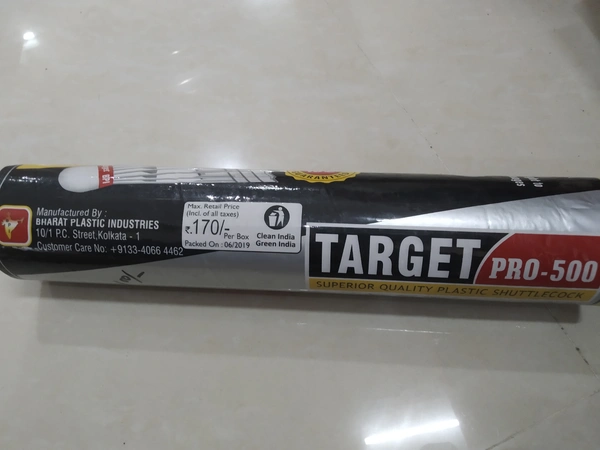 Manufactured By :
BHARAT PLASTIC INDUSTRIES
10/1 P.C. Street,Kolkata - 1
Customer Care No: +9133-4066 4462
Max. Retail Price
(Incl. of all taxes)
₹.170/- Per Box
Packed On : 06/2019
Clean India
Green India
TARGET PRO-500
SUPERIOR QUALITY PLASTIC SHUTTLECOCK